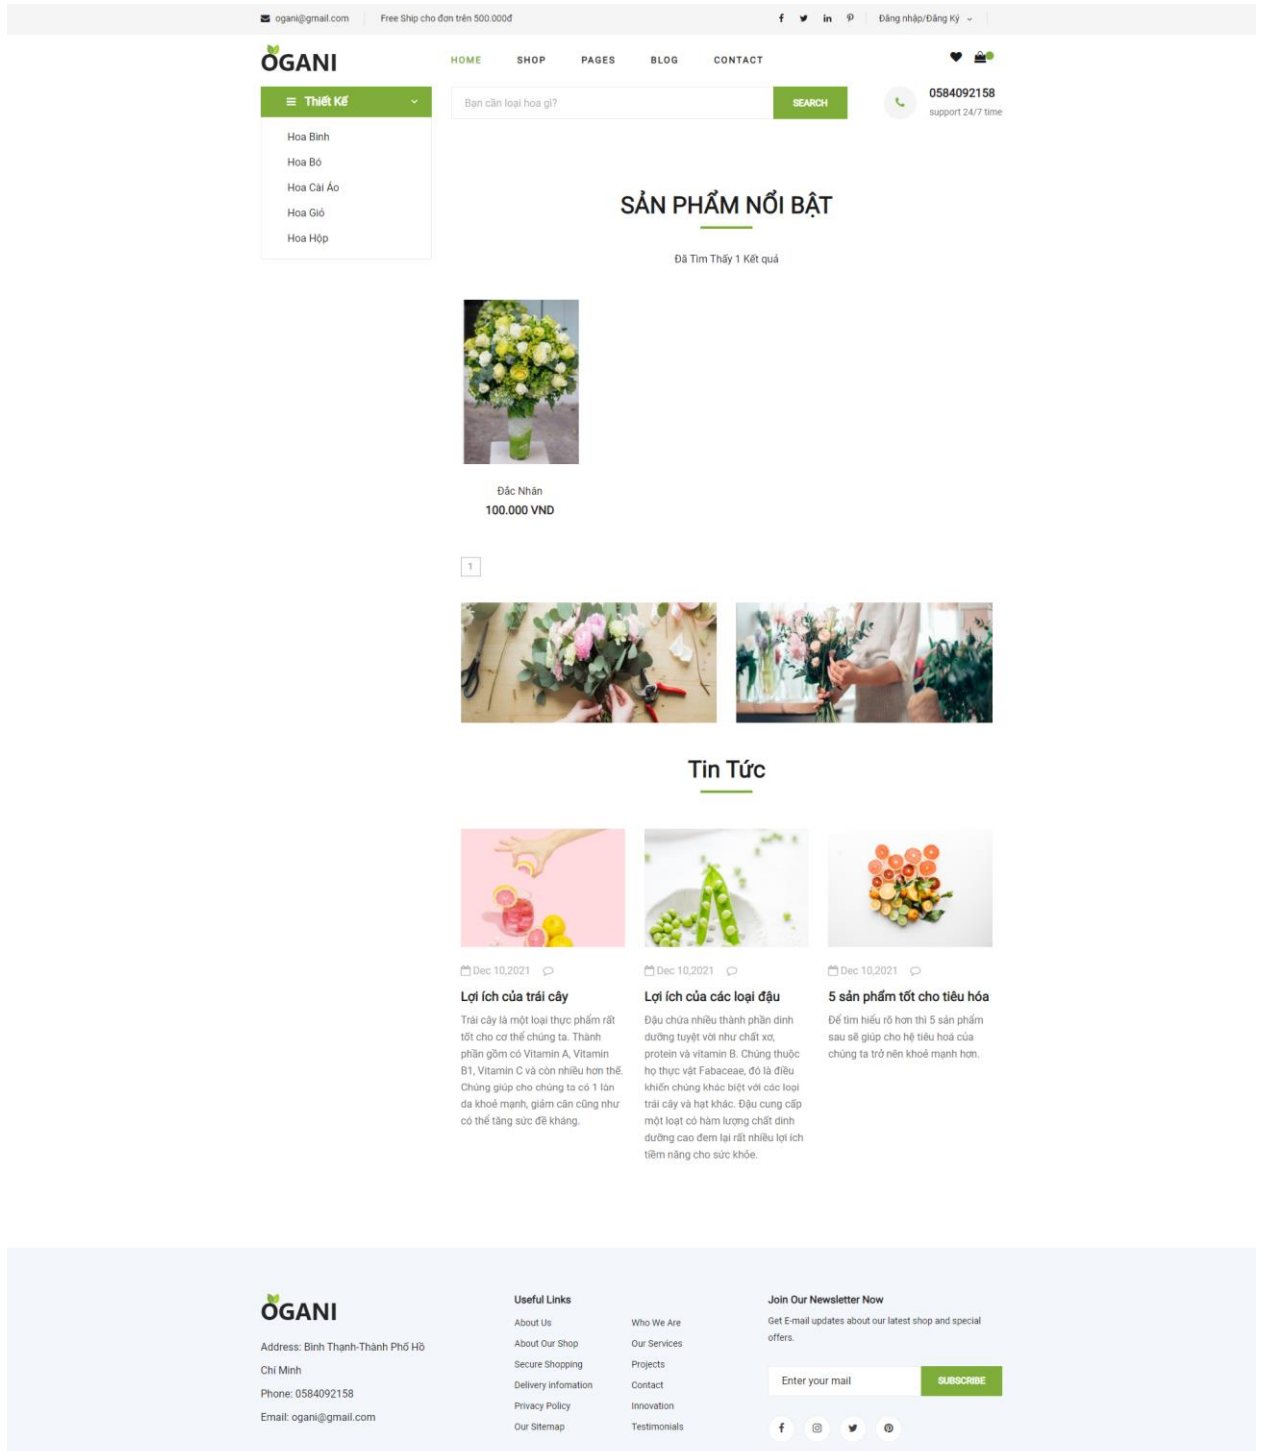 ogani@gmail.com Free Ship cho đơn trên 500.000đ Đăng nhập/Đăng Ký
OGANI HOME SHOP PAGES BLOG CONTACT
Thiết Kế Bạn cần loại hoa gì? SEARCH 0584092158
support 24/7 time
Hoa Bình
Hoa Bó
Hoa Cài Áo
Hoa Giỏ
Hoa Hộp
SẢN PHẨM NỔI BẬT
Đã Tìm Thấy 1 Kết quả
Đắc Nhân
100.000 VND
1
Tin Tức
Dec 10,2021
Lợi ích của trái cây
Trái cây là một loại thực phẩm rất
tốt cho cơ thể chúng ta. Thành
phần gồm có Vitamin A, Vitamin
B1, Vitamin C và còn nhiều hơn thế.
Chúng giúp cho chúng ta có 1 làn
da khoẻ mạnh, giảm cân cũng như
có thể tăng sức đề kháng.
Dec 10,2021
Lợi ích của các loại đậu
Đậu chứa nhiều thành phần dinh
dưỡng tuyệt vời như chất xơ,
protein và vitamin B. Chúng thuộc
họ thực vật Fabaceae, đó là điều
khiến chúng khác biệt với các loại
trái cây và hạt khác. Đậu cung cấp
một loạt có hàm lượng chất dinh
dưỡng cao đem lại rất nhiều lợi ích
tiềm năng cho sức khỏe.
Dec 10,2021
5 sản phẩm tốt cho tiêu hóa
Để tìm hiểu rõ hơn thì 5 sản phẩm
sau sẽ giúp cho hệ tiêu hoá của
chúng ta trở nên khoẻ mạnh hơn.
OGANI
Address: Bình Thạnh-Thành Phố Hồ
Chí Minh
Phone: 0584092158
Email: ogani@gmail.com
Useful Links
About Us
About Our Shop
Secure Shopping
Delivery infomation
Privacy Policy
Our Sitemap
Who We Are
Our Services
Projects
Contact
Innovation
Testimonials
Join Our Newsletter Now
Get E-mail updates about our latest shop and special
offers.
Enter your mail SUBSCRIBE